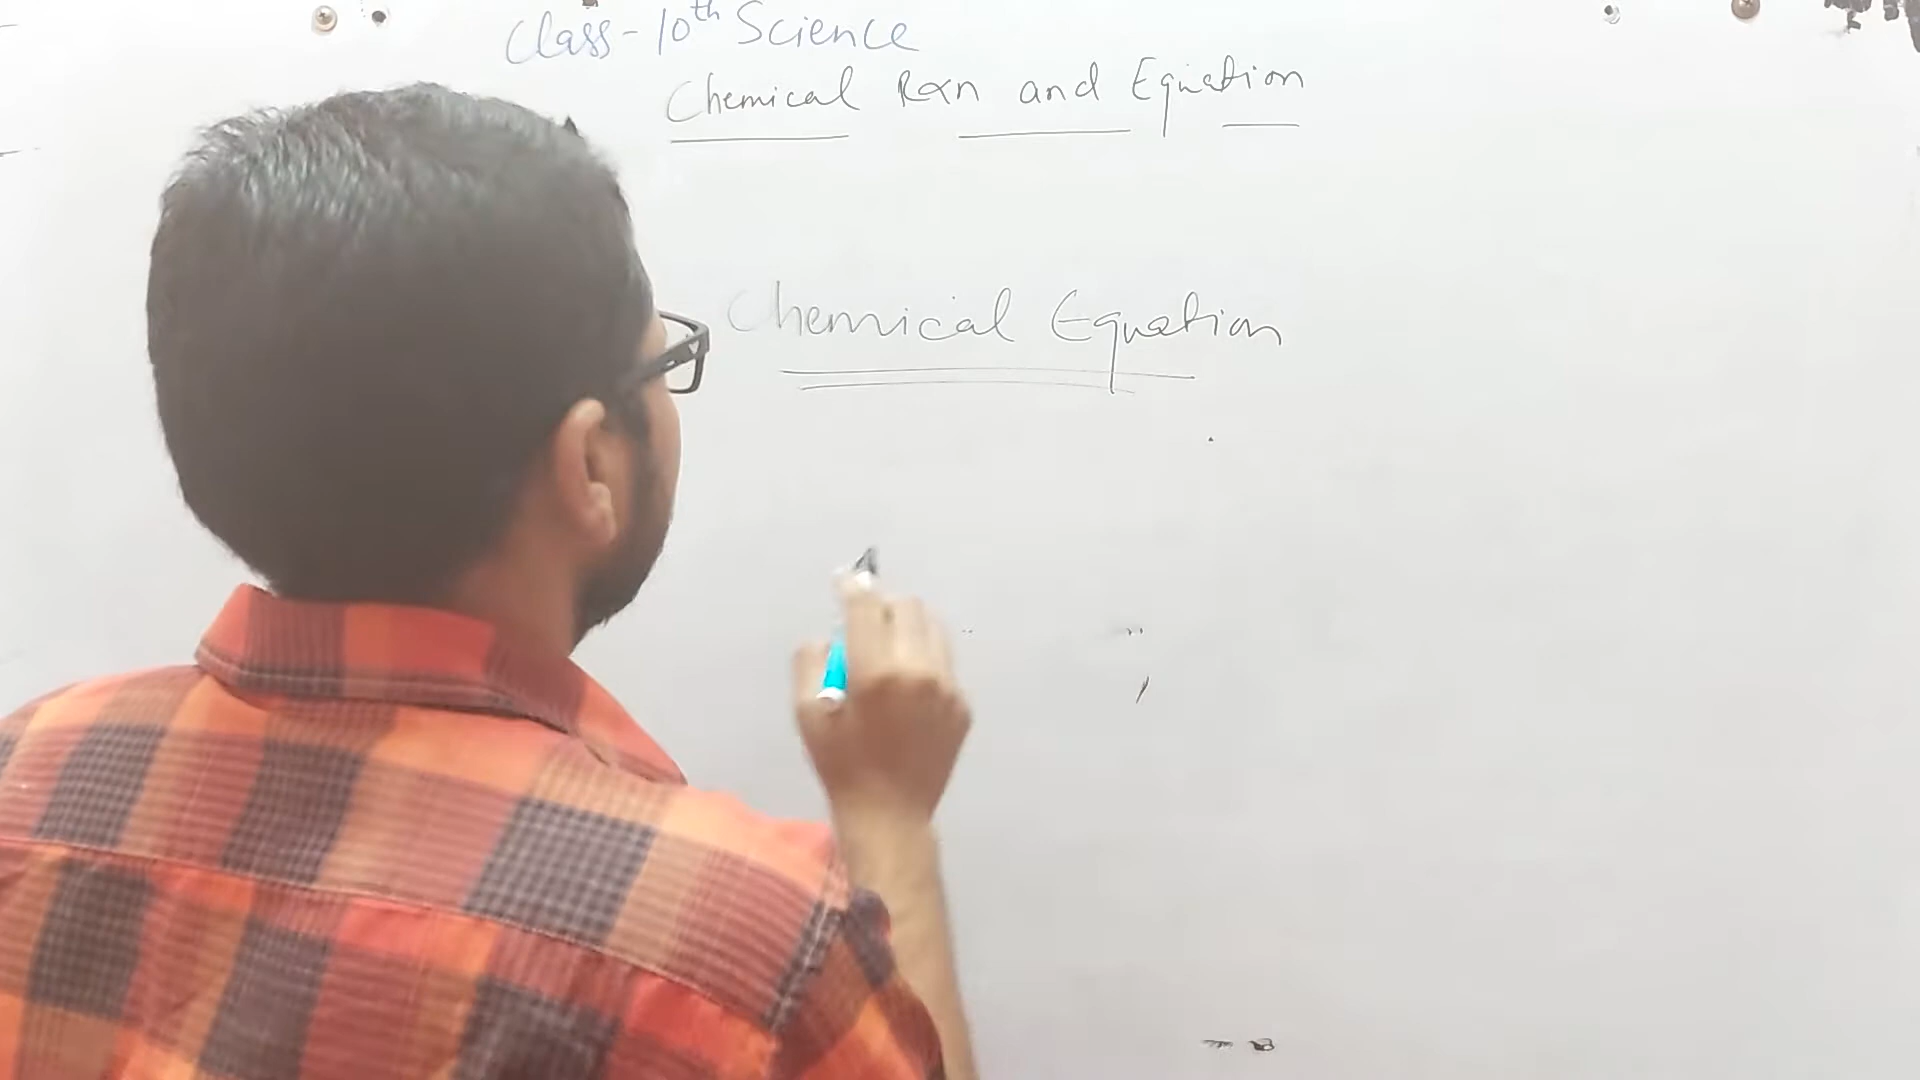 Class-10th Science
Chemical Rxn and Equation
Chemical Equation